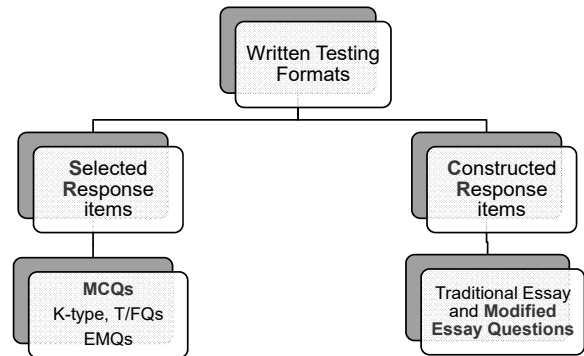 Written Testing
Formats
Selected
Response
items
Constructed
Response
items
MCQs
K-type, T/FQs
EMQs
Traditional Essay
and Modified
Essay Questions